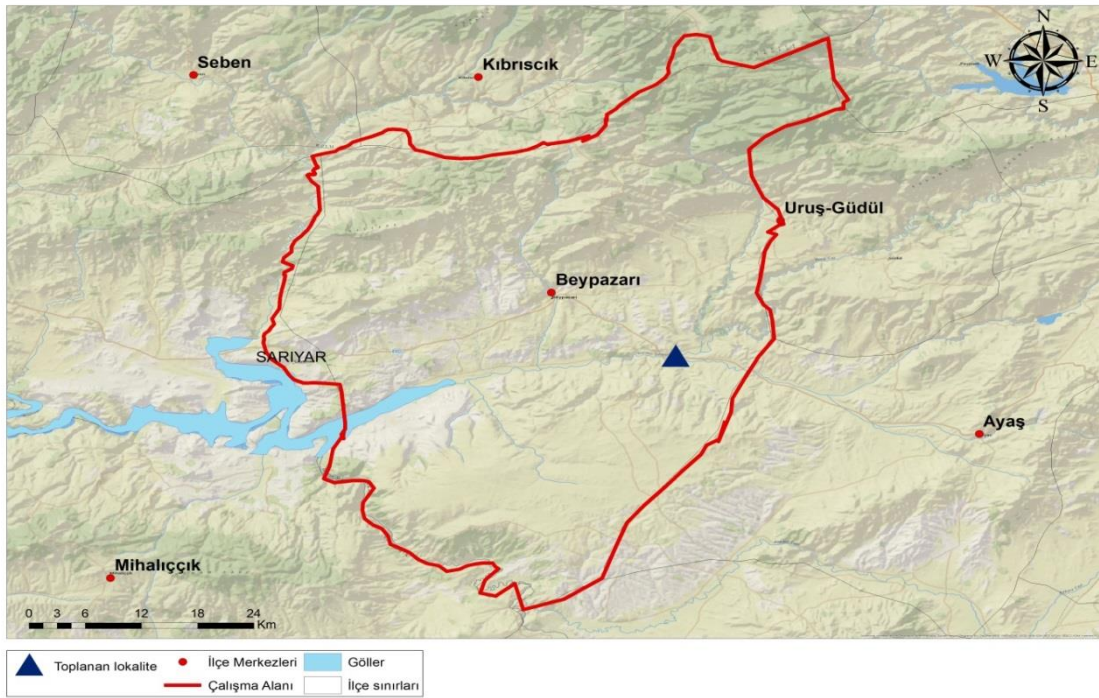 N
W E
S
Seben
Kıbrıscık
Uruş-Güdül
Beypazarı
SARIYAR
Ayaş
Mihalıççık
0 3 6 12 18 24
Km
Toplanan lokalite
İlçe Merkezleri
Göller
Çalışma Alanı
İlçe sınırları